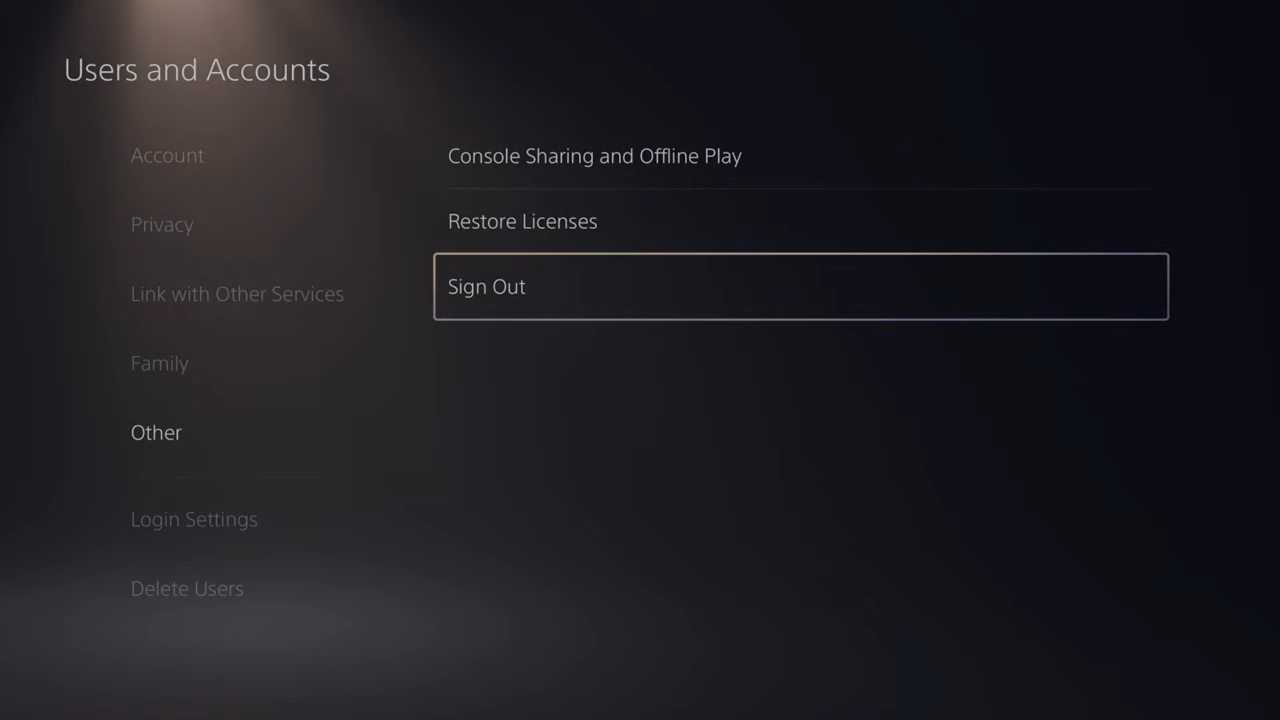 Users and Accounts
Account
Privacy
Link with Other Services
Family
Other
Login Settings
Delete Users
Console Sharing and Offline Play
Restore Licenses
Sign Out